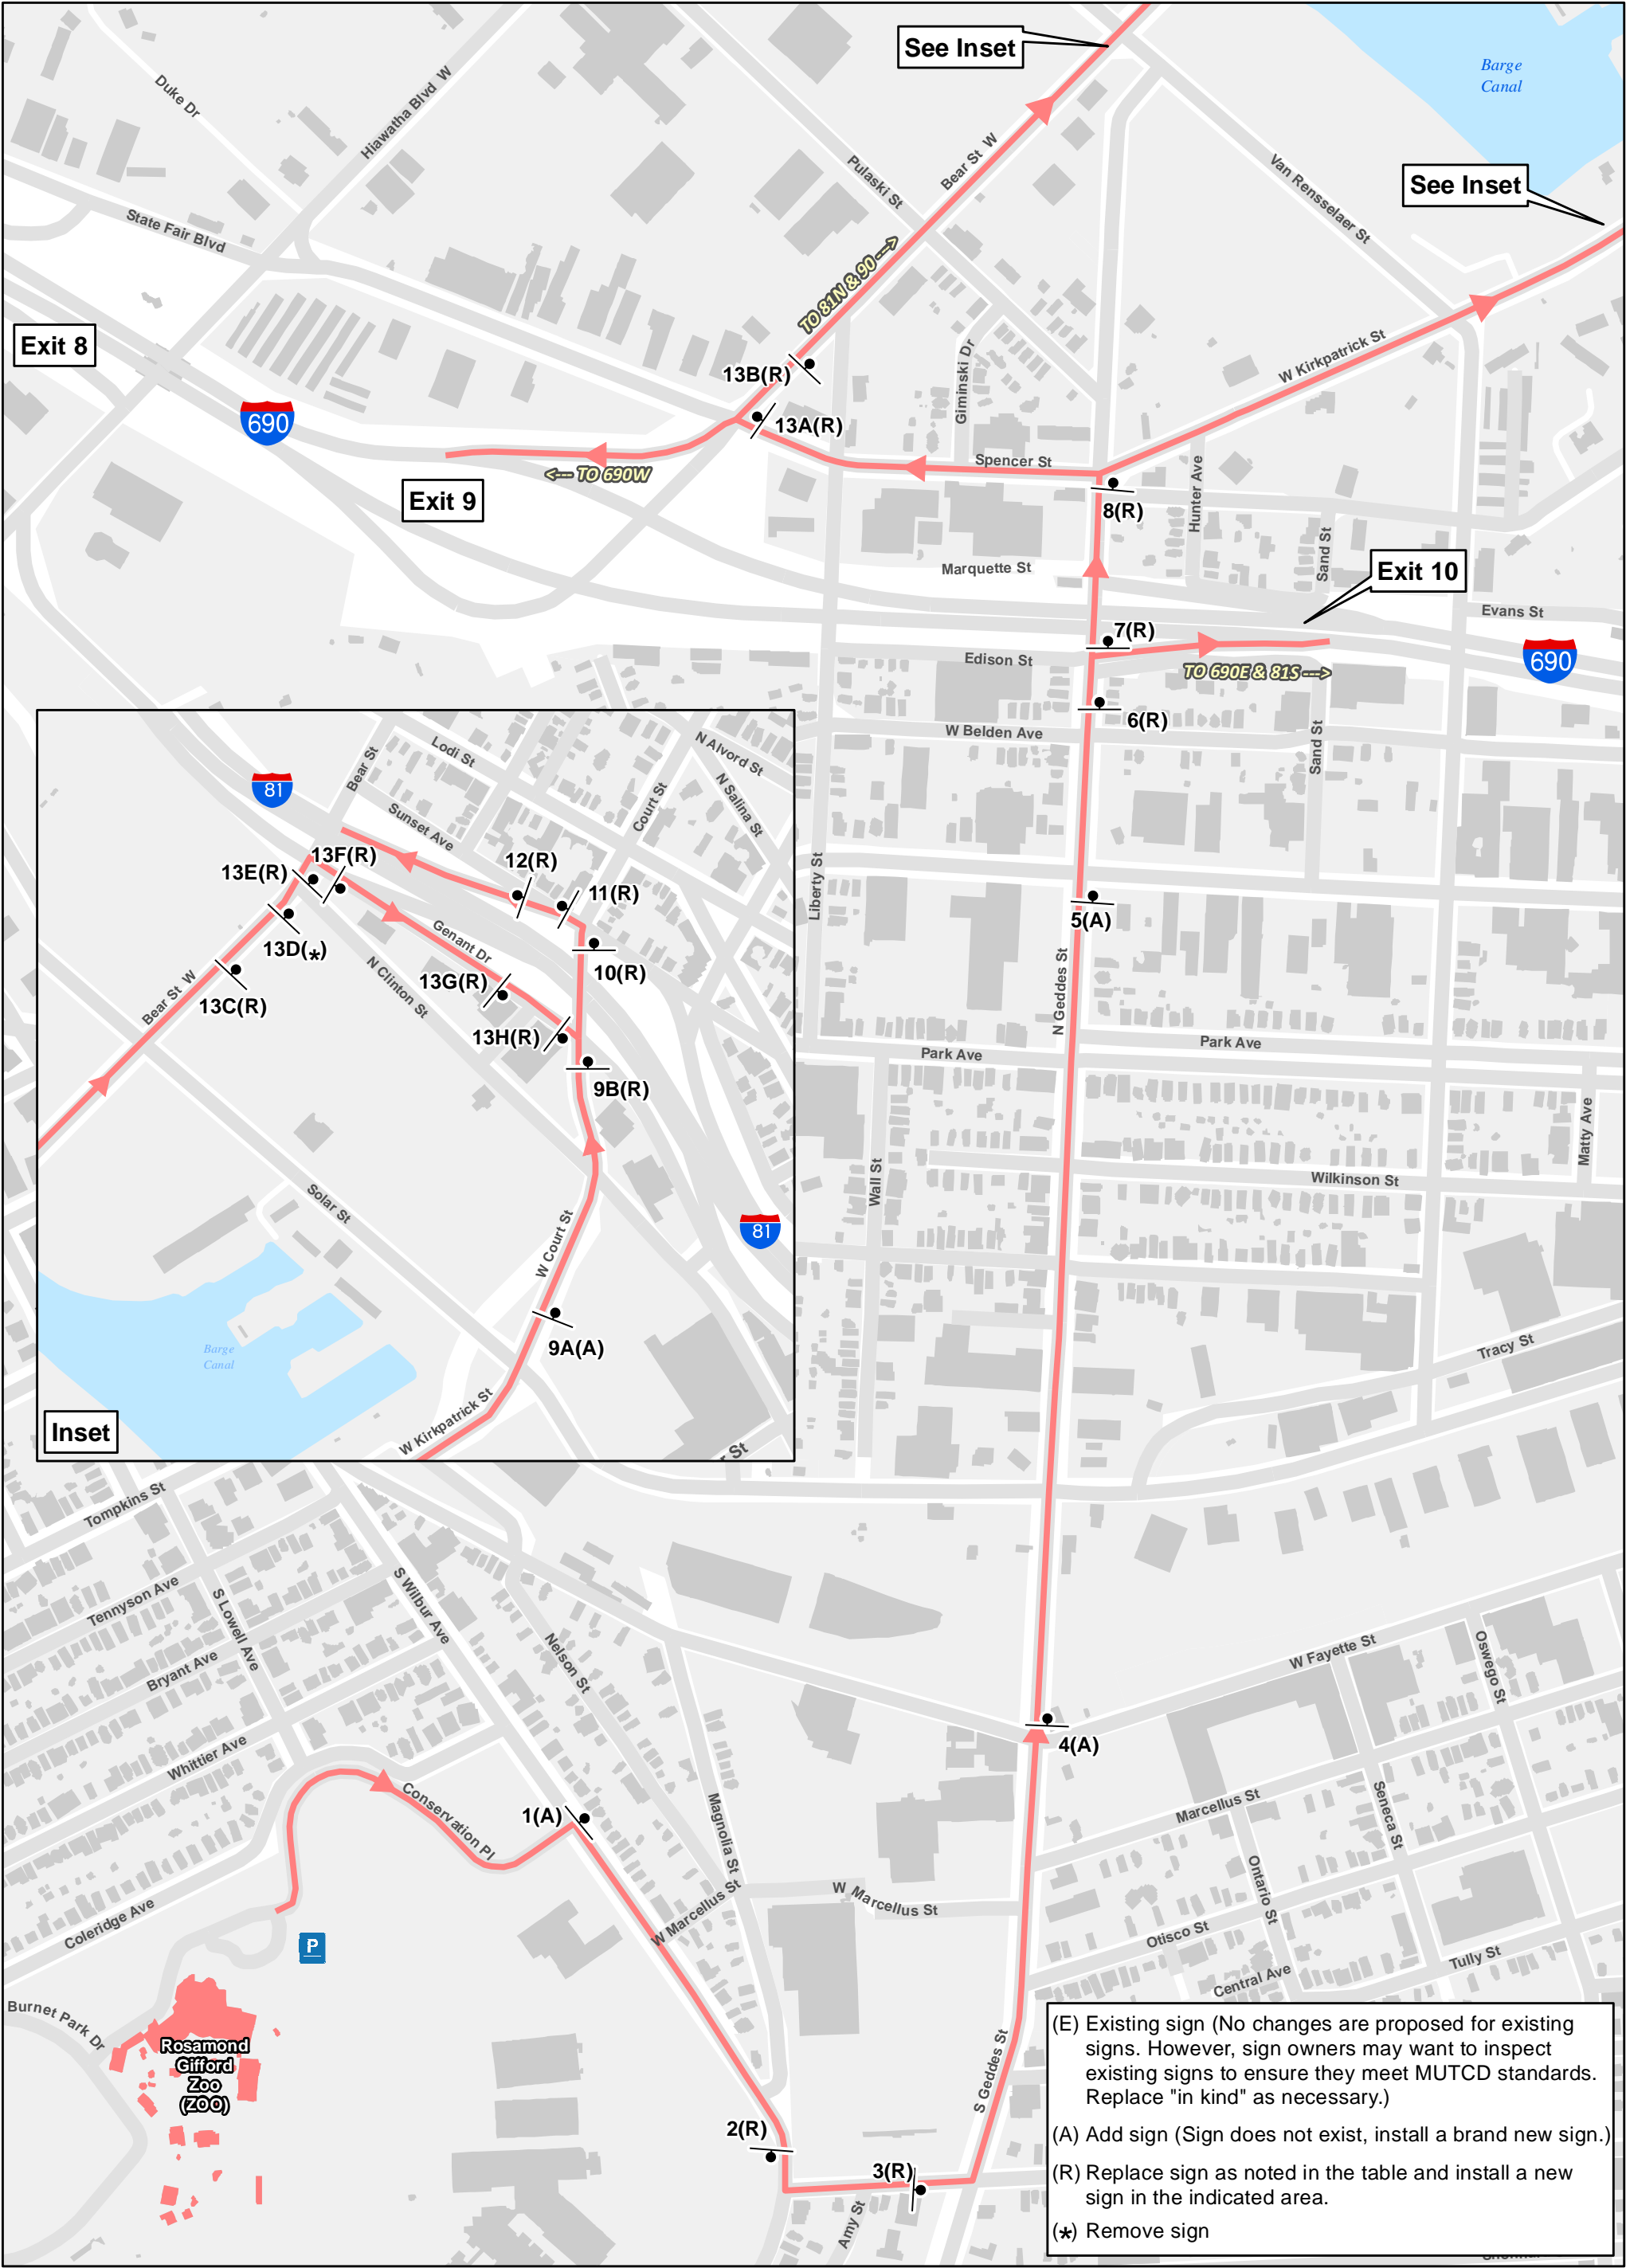 See Inset
Barge
Canal
Duke Dr
Hiawatha Blvd W
Bear St W
Pulaski St
Van Rensselaer St
See Inset
State Fair Blvd
TO 81N & 90 --->
Exit 8
13B(R)
Giminski Dr
W Kirkpatrick St
690
13A(R)
<--- TO 690W
Spencer St
Exit 9
8(R)
Hunter Ave
Sand St
Marquette St
Exit 10
Evans St
7(R)
Edison St
TO 690E & 81S --->
690
6(R)
W Belden Ave
Sand St
Liberty St
5(A)
N Geddes St
Park Ave
Park Ave
Matty Ave
Wall St
Wilkinson St
Tracy St
Lodi St
N Alvord St
Bear St
81
N Salina St
Court St
Sunset Ave
13F(R)
13E(R)
12(R)
11(R)
13D(*)
Genant Dr
10(R)
13G(R)
Bear St W
13C(R)
N Clinton St
13H(R)
9B(R)
Solar St
81
W Court St
Barge
Canal
9A(A)
W Kirkpatrick St
Inset
r St
Tompkins St
Tennyson Ave
S Lowell Ave
S Wilbur Ave
Bryant Ave
Nelson St
W Fayette St
Oswego St
Whittier Ave
4(A)
Conservation Pl
1(A)
Magnolia St
Marcellus St
Seneca St
W Marcellus St
W Marcellus St
Ontario St
Coleridge Ave
P
Otisco St
Central Ave
Tully St
Burnet Park Dr
Rosamond
Gifford
Zoo
(ZOO)
S Geddes St
2(R)
3(R)
Amy St
(E) Existing sign (No changes are proposed for existing
signs. However, sign owners may want to inspect
existing signs to ensure they meet MUTCD standards.
Replace "in kind" as necessary.)
(A) Add sign (Sign does not exist, install a brand new sign.)
(R) Replace sign as noted in the table and install a new
sign in the indicated area.
(*) Remove sign